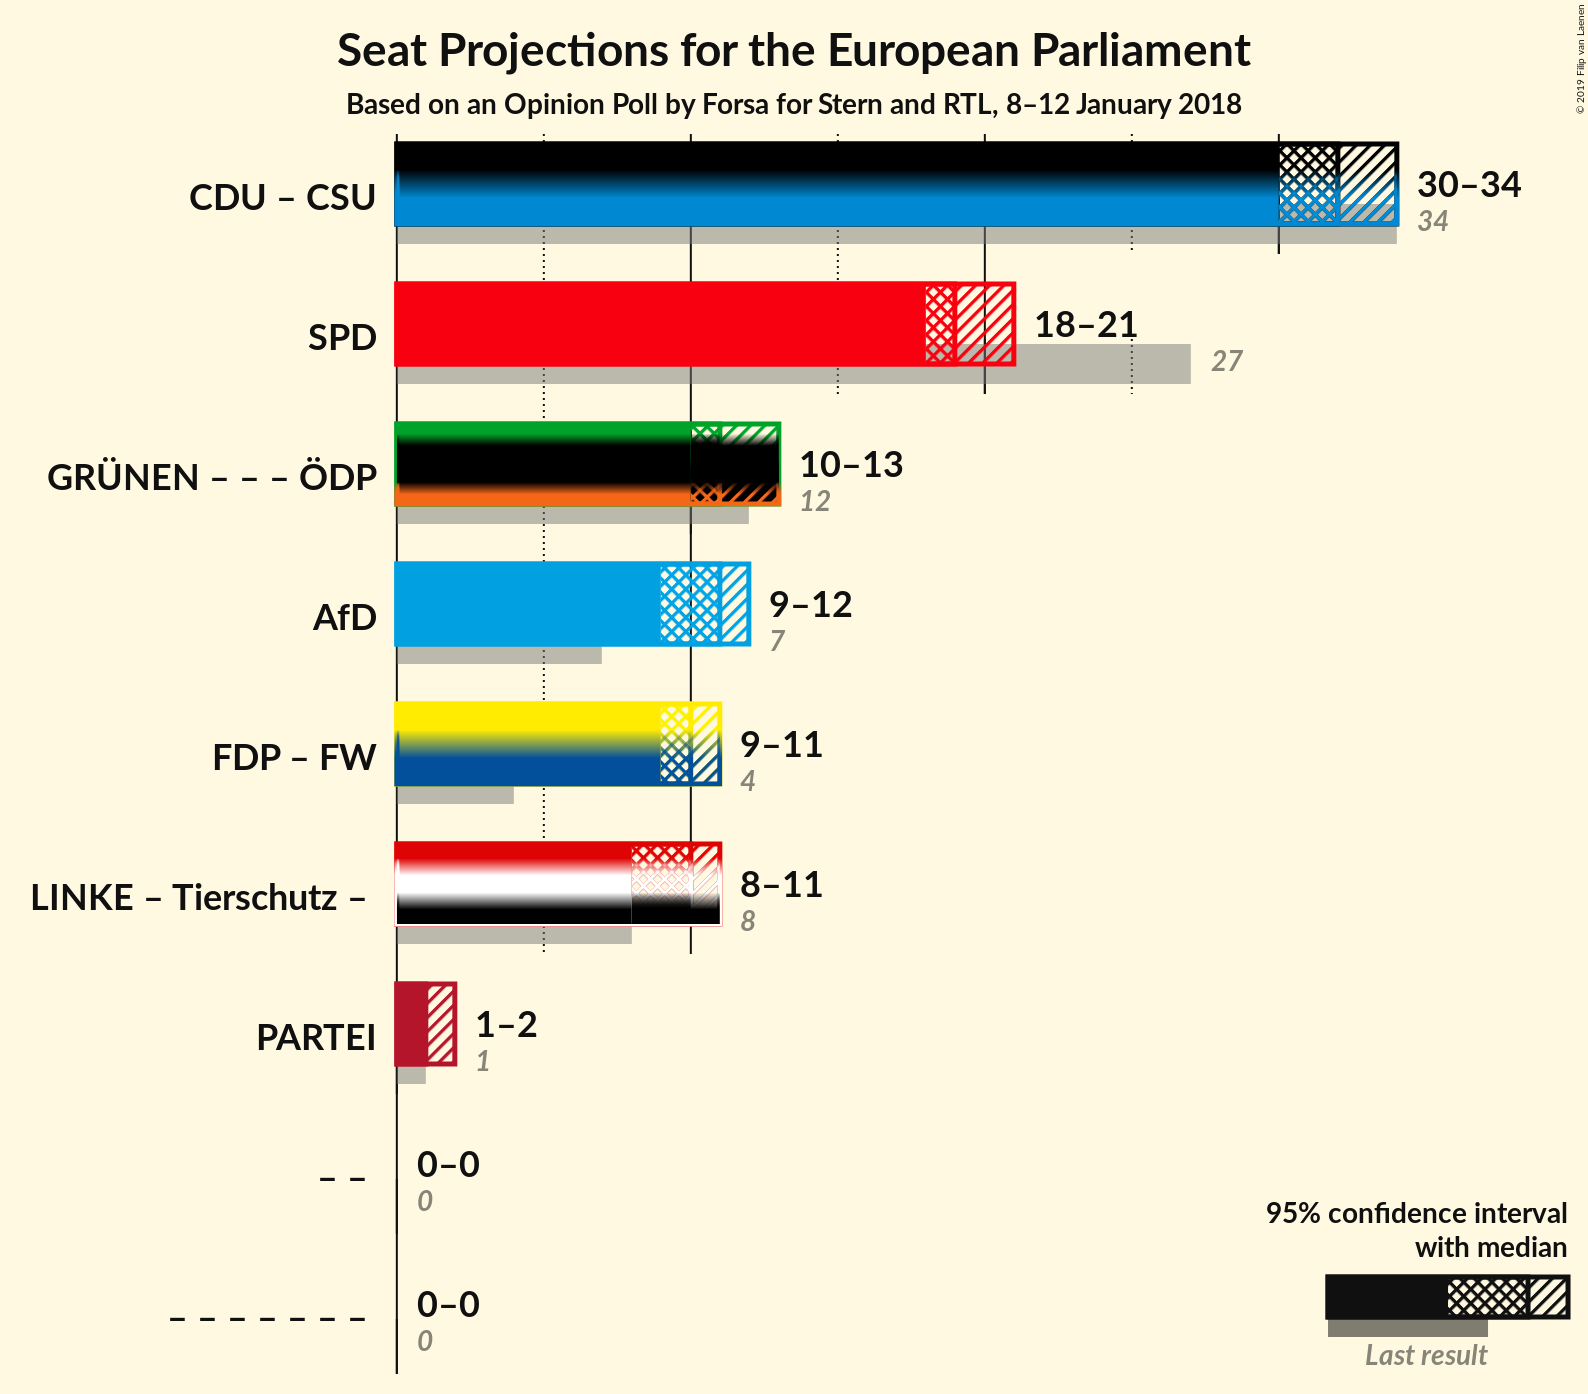 Seat Projections for the European Parliament
Based on an Opinion Poll by Forsa for Stern and RTL, 8–12 January 2018
© 2019 Filip van Laenen
CDU – CSU
30–34
34
SPD
18–21
27
GRÜNEN – – – ÖDP
10–13
12
AfD
9–12
7
FDP – FW
9–11
4
LINKE – Tierschutz –
8–11
8
PARTEI
1–2
1
– –
0–0
0
– – – – – – –
0–0
0
95% confidence interval
with median
Last result